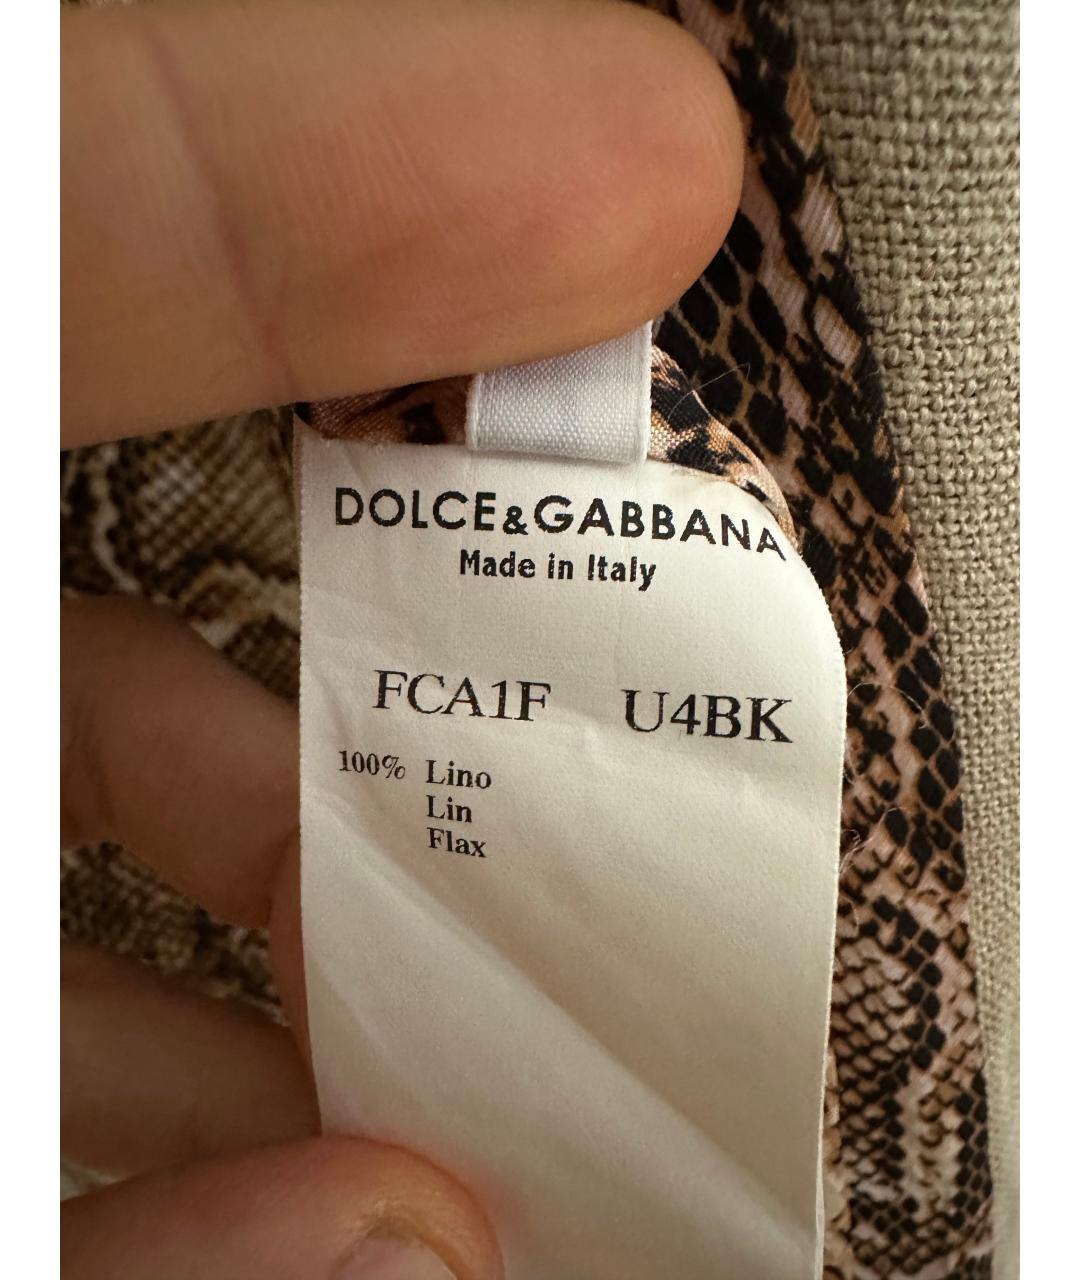 DOLCE&GABBANA
Made in Italy
FCA1F U4BK
100% Lino
Lin
Flax